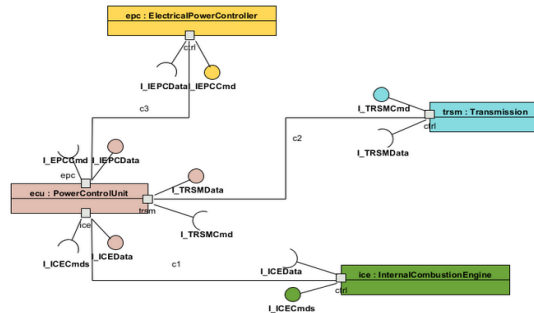 epc : ElectricalPowerController
ctrl
I_IEPCData
I_IEPCCmd
c3
I_TRSMCmd
trsm : Transmission
ctrl
I_TRSMData
c2
I_EPCCmd
I_IEPCData
epc
ecu : PowerControlUnit
I_TRSMData
trsm
I_TRSMCmd
ice
I_ICECmds
I_ICEData
c1
I_ICEData
ice : InternalCombustionEngine
ctrl
I_ICECmds